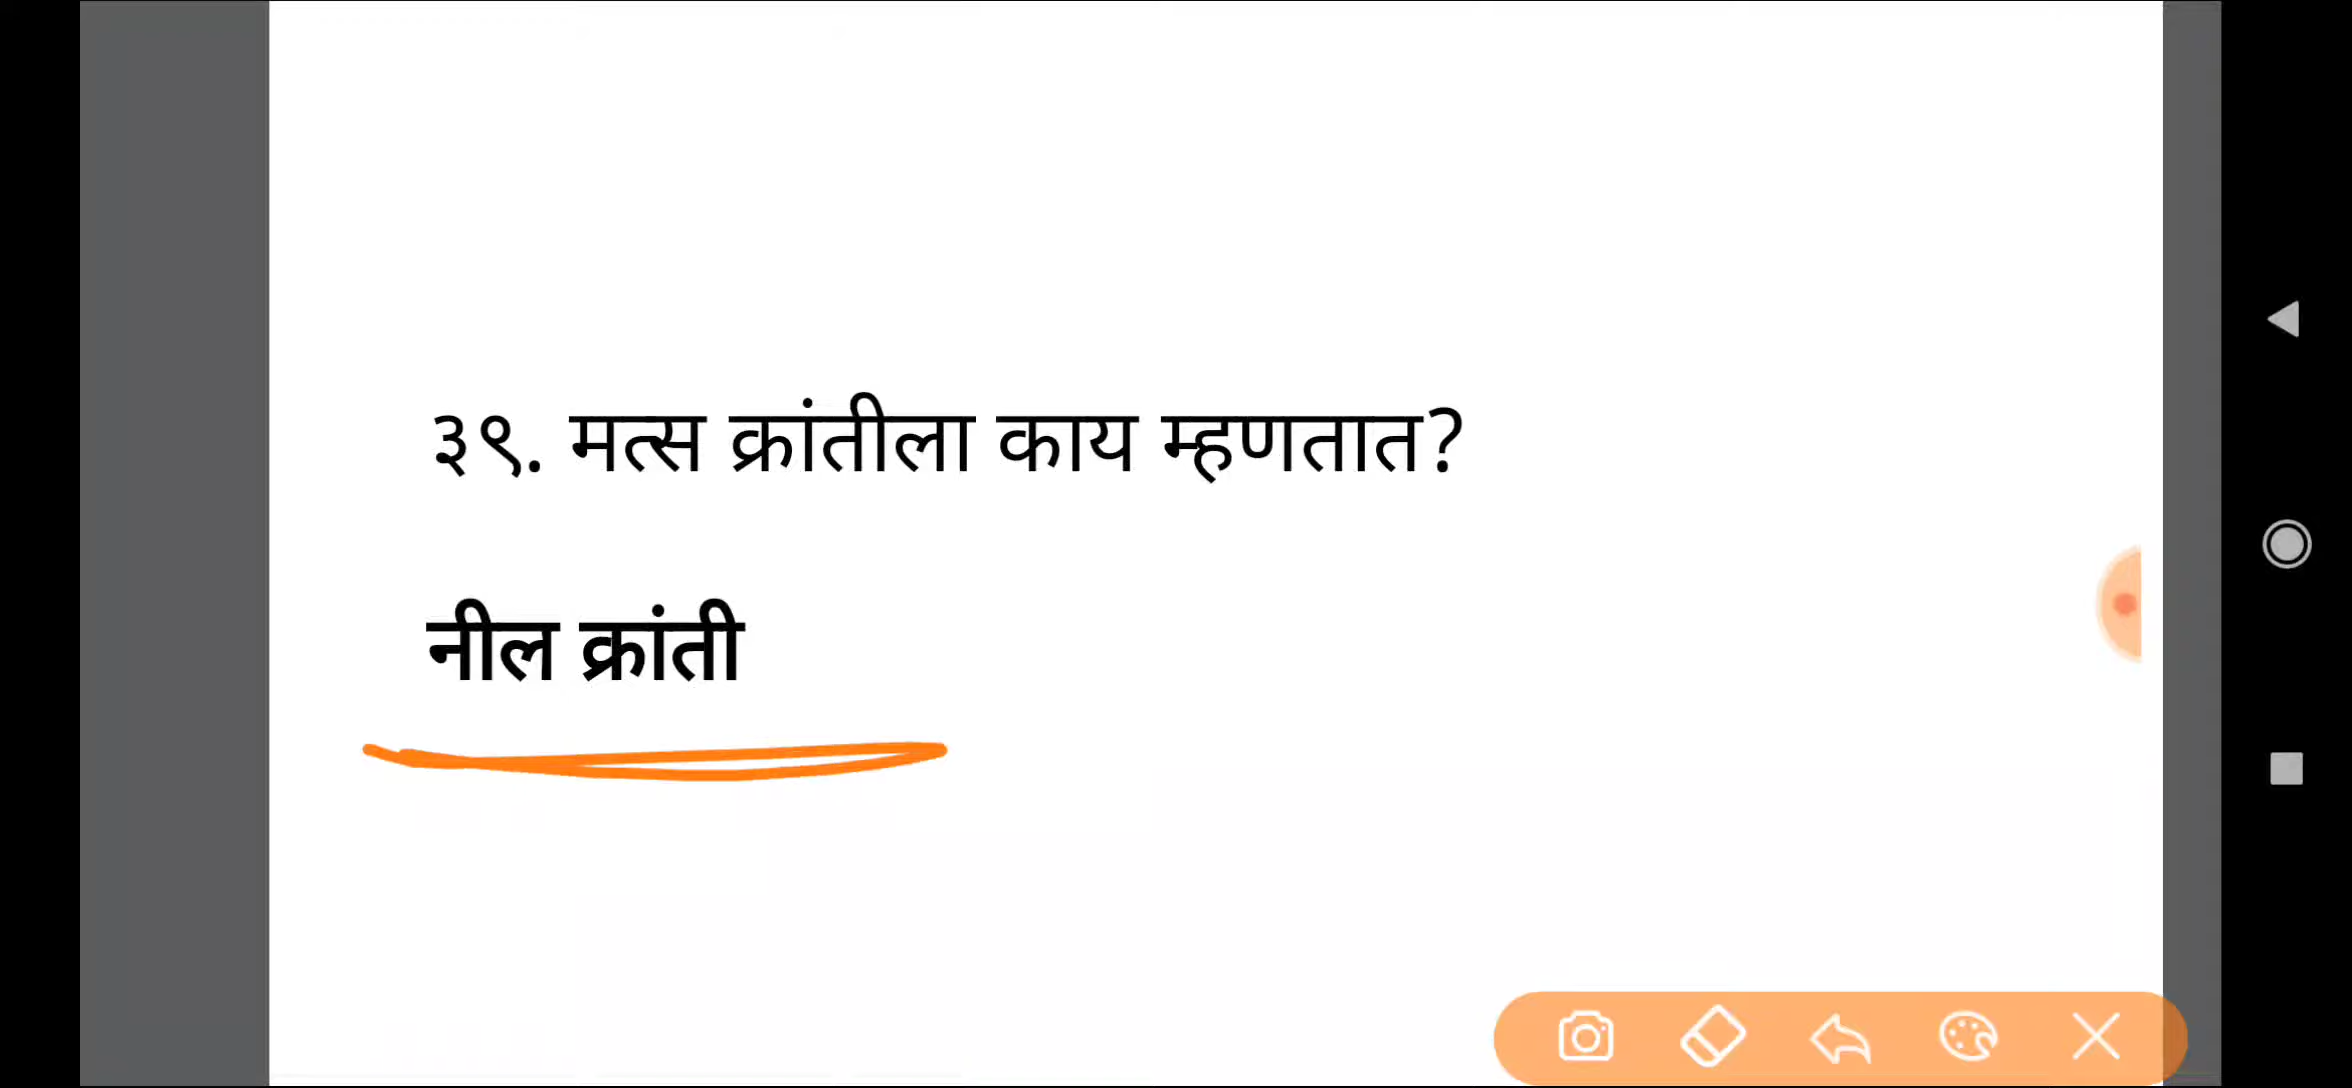 ३९. मत्स क्रांतीला काय म्हणतात?
नील क्रांती